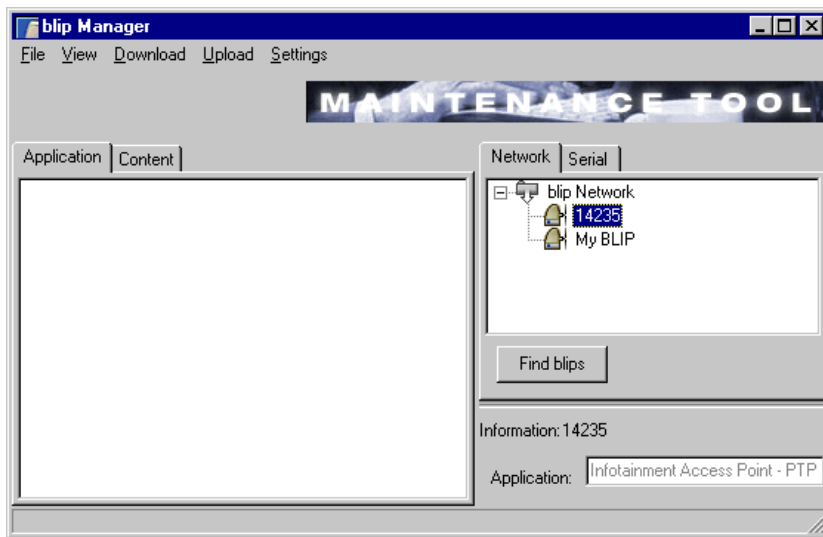 blip Manager
File View Download Upload Settings
MAINTENANCE TOOL
Application Content
Network Serial
blip Network
14235
My BLIP
Find blips
Information: 14235
Application: Infotainment Access Point - PTP